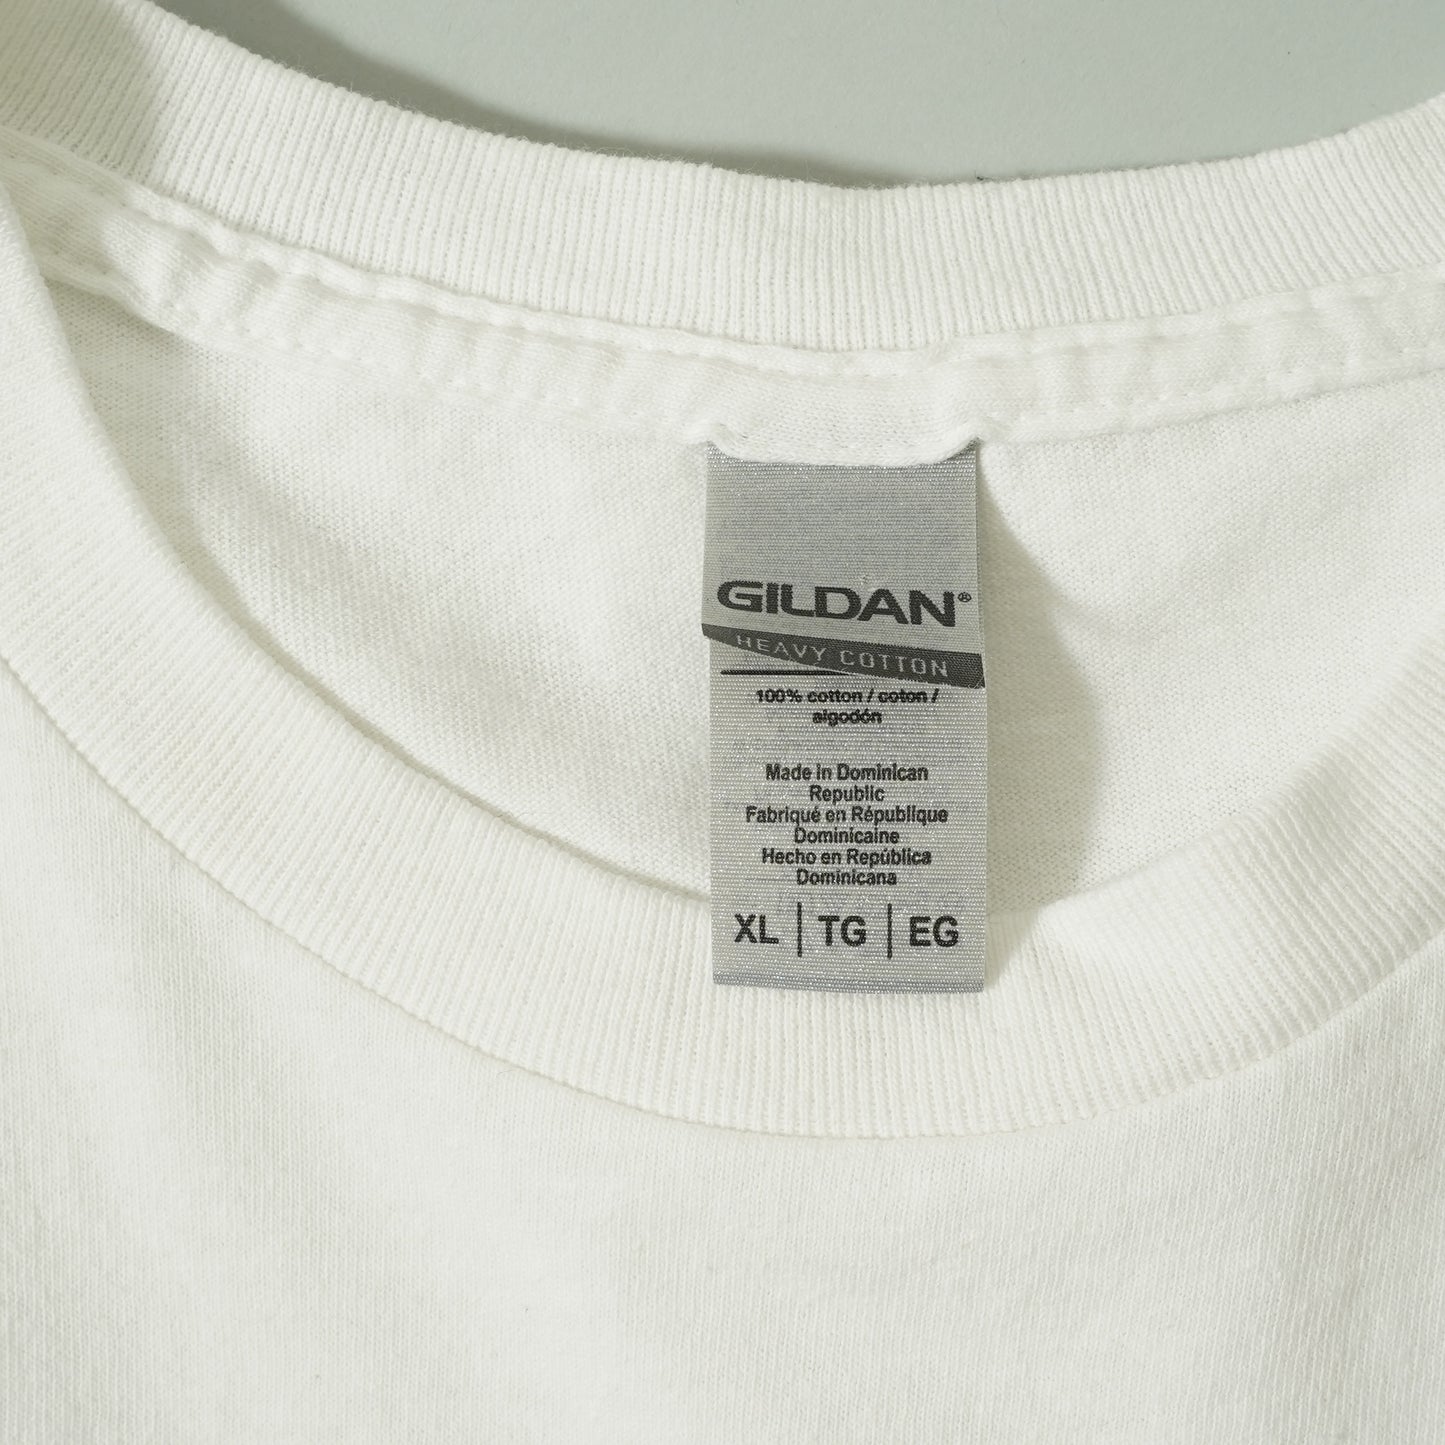 GILDAN®
HEAVY COTTON
100% cotton / coton /
algodón
Made in Dominican
Republic
Fabriqué en République
Dominicaine
Hecho en República
Dominicana
XL | TG | EG